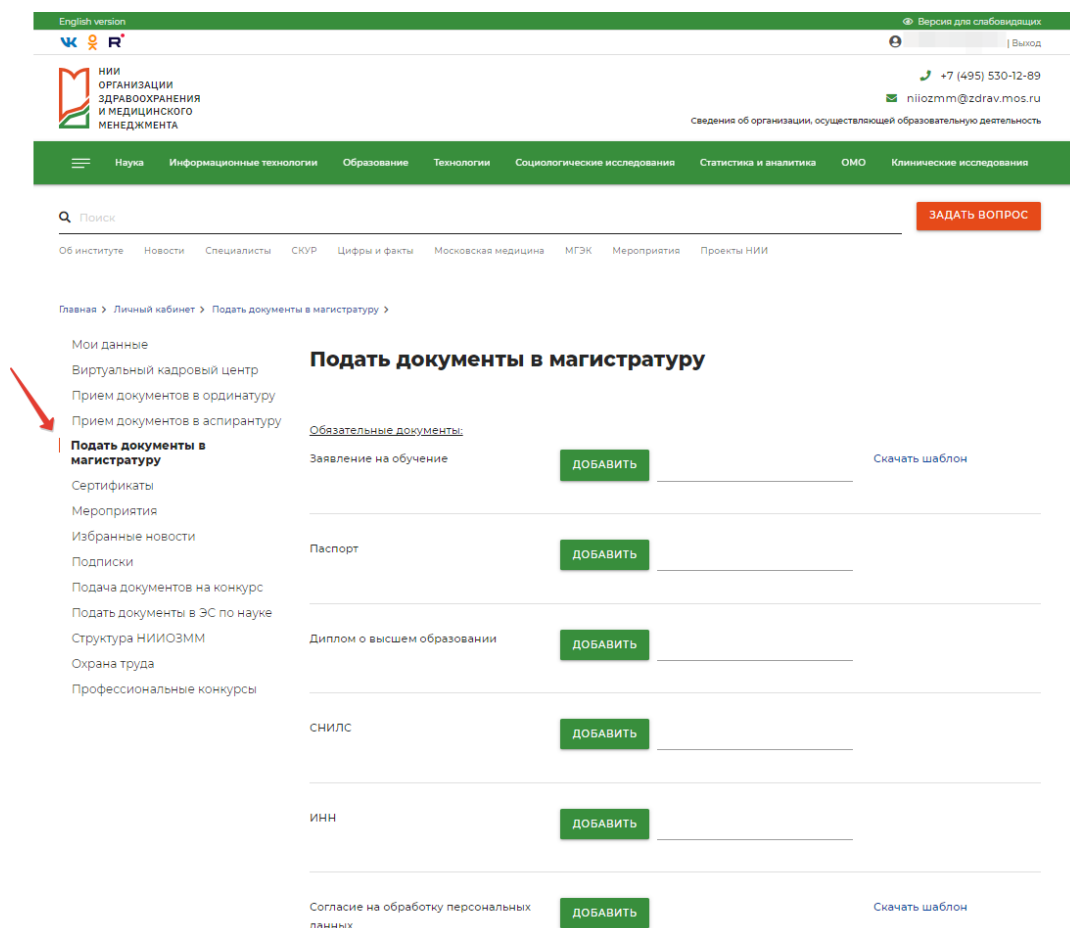 English version
Версия для слабовидящих
| Выход
НИИ
ОРГАНИЗАЦИИ
ЗДРАВООХРАНЕНИЯ
И МЕДИЦИНСКОГО
МЕНЕДЖМЕНТА
+7 (495) 530-12-89
niiozmm@zdrav.mos.ru
Сведения об организации, осуществляющей образовательную деятельность
Наука Информационные технологии Образование Технологии Социологические исследования Статистика и аналитика ОМО Клинические исследования
Поиск
ЗАДАТЬ ВОПРОС
Об институте Новости Специалисты СКУР Цифры и факты Московская медицина МГЭК Мероприятия Проекты НИИ
Главная > Личный кабинет > Подать документы в магистратуру >
Мои данные
Виртуальный кадровый центр
Прием документов в ординатуру
Прием документов в аспирантуру
Подать документы в
магистратуру
Сертификаты
Мероприятия
Избранные новости
Подписки
Подача документов на конкурс
Подать документы в ЭС по науке
Структура НИИОЗММ
Охрана труда
Профессиональные конкурсы
Подать документы в магистратуру
Обязательные документы:
Заявление на обучение ДОБАВИТЬ Скачать шаблон
Паспорт ДОБАВИТЬ
Диплом о высшем образовании ДОБАВИТЬ
СНИЛС ДОБАВИТЬ
ИНН ДОБАВИТЬ
Согласие на обработку персональных ДОБАВИТЬ Скачать шаблон
данных